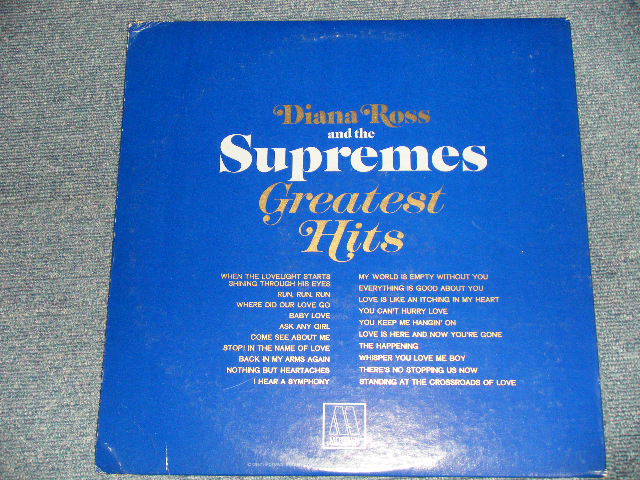 Diana Ross
and the
Supremes
Greatest
Hits
WHEN THE LOVELIGHT STARTS
SHINING THROUGH HIS EYES
RUN, RUN, RUN
WHERE DID OUR LOVE GO
BABY LOVE
ASK ANY GIRL
COME SEE ABOUT ME
STOP! IN THE NAME OF LOVE
BACK IN MY ARMS AGAIN
NOTHING BUT HEARTACHES
I HEAR A SYMPHONY
MY WORLD IS EMPTY WITHOUT YOU
EVERYTHING IS GOOD ABOUT YOU
LOVE IS LIKE AN ITCHING IN MY HEART
YOU CAN'T HURRY LOVE
YOU KEEP ME HANGIN' ON
LOVE IS HERE AND NOW YOU'RE GONE
THE HAPPENING
WHISPER YOU LOVE ME BOY
THERE'S NO STOPPING US NOW
STANDING AT THE CROSSROADS OF LOVE
M